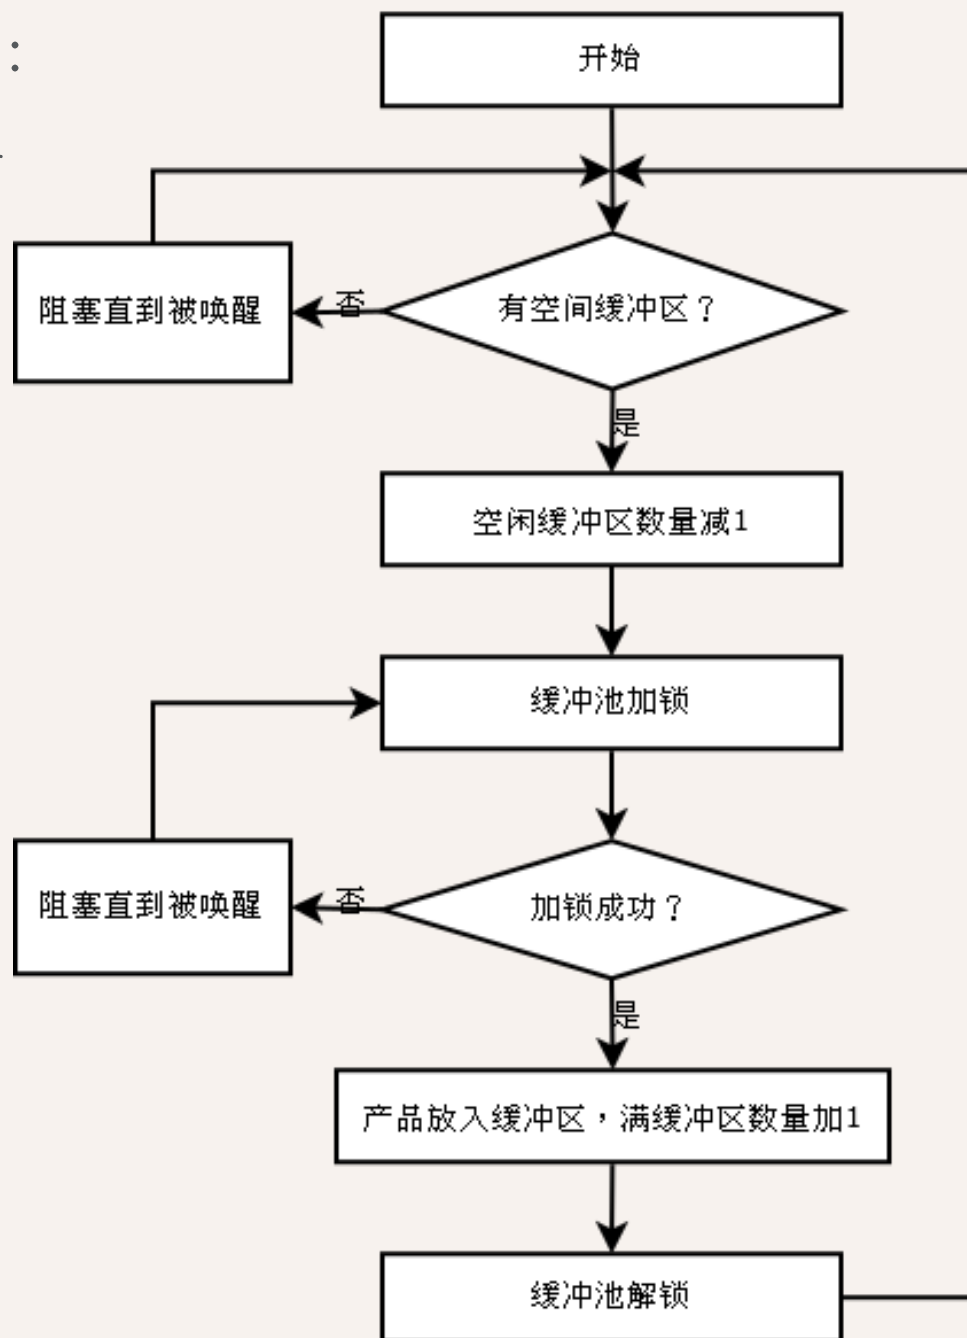 开始
有空间缓冲区？
否
阻塞直到被唤醒
是
空闲缓冲区数量减1
缓冲池加锁
加锁成功？
否
阻塞直到被唤醒
是
产品放入缓冲区，满缓冲区数量加1
缓冲池解锁